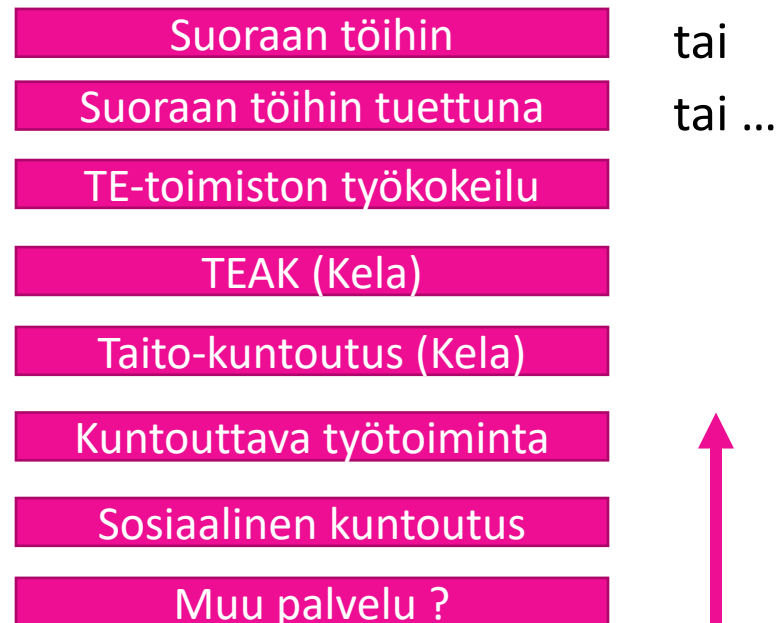 Suoraan töihin tai
Suoraan töihin tuettuna tai ...
TE-toimiston työkokeilu
TEAK (Kela)
Taito-kuntoutus (Kela)
Kuntouttava työtoiminta
Sosiaalinen kuntoutus
Muu palvelu ?